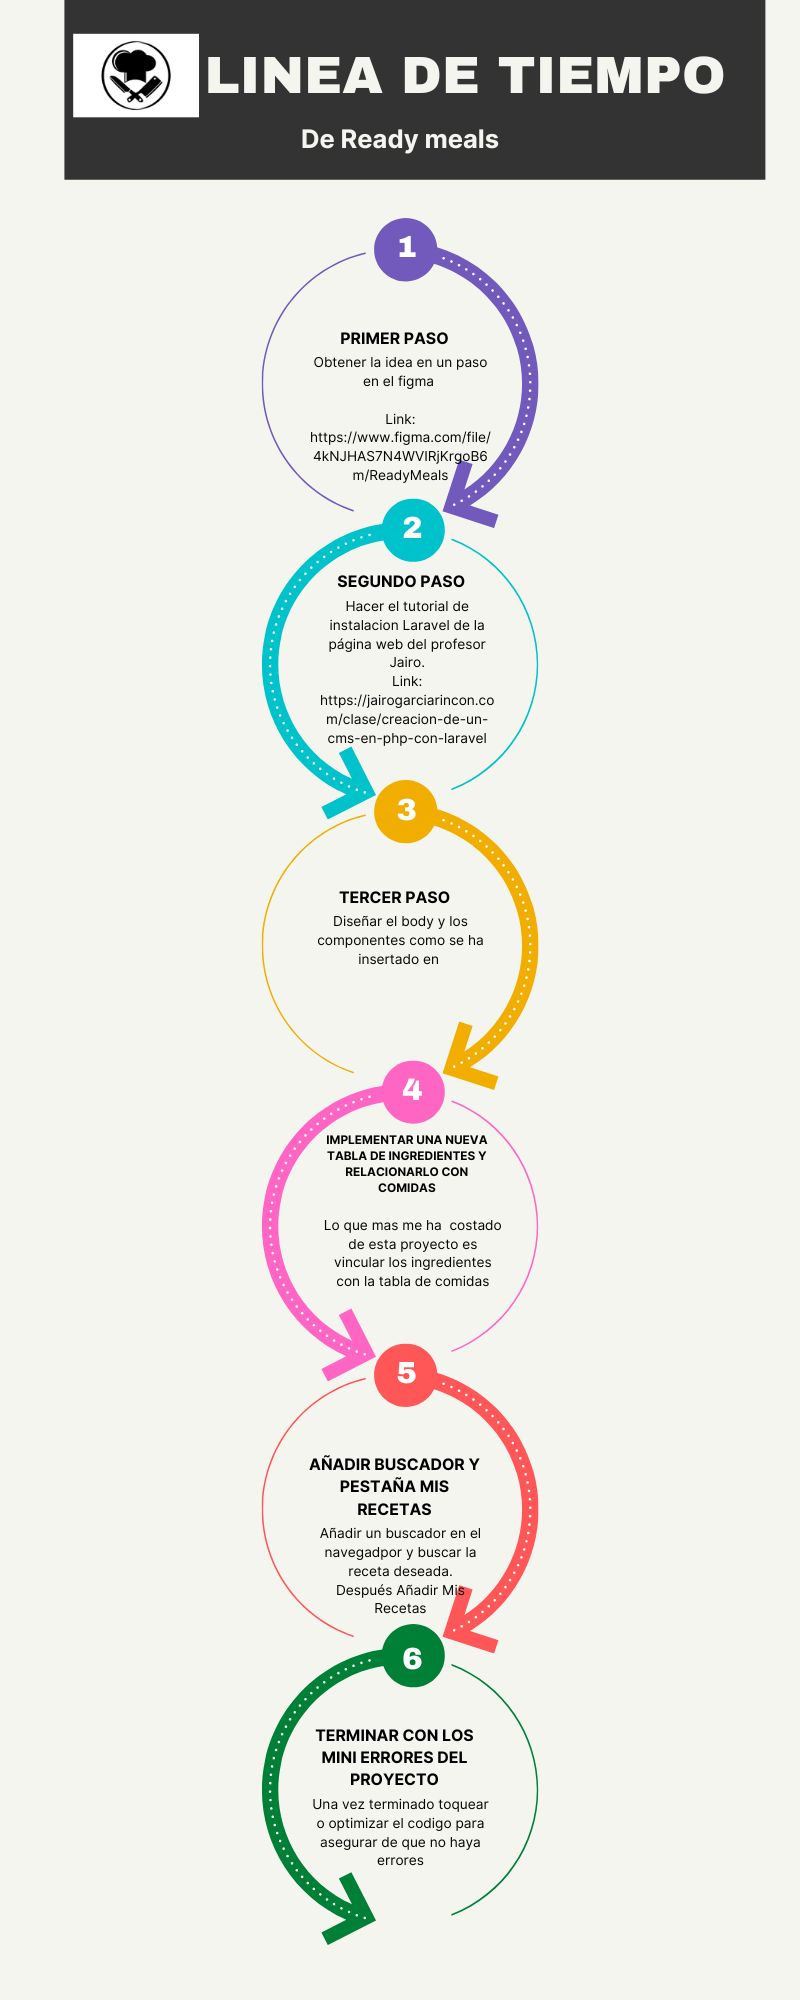 LINEA DE TIEMPO
De Ready meals
1
PRIMER PASO
Obtener la idea en un paso
en el figma
Link:
https://www.figma.com/file/
4kNJHAS7N4WVIRjKrgoB6
m/ReadyMeals
2
SEGUNDO PASO
Hacer el tutorial de
instalacion Laravel de la
página web del profesor
Jairo.
Link:
https://jairogarciarincon.co
m/clase/creacion-de-un-
cms-en-php-con-laravel
3
TERCER PASO
Diseñar el body y los
componentes como se ha
insertado en
4
IMPLEMENTAR UNA NUEVA
TABLA DE INGREDIENTES Y
RELACIONARLO CON
COMIDAS
Lo que mas me ha  costado
de esta proyecto es
vincular los ingredientes
con la tabla de comidas
5
AÑADIR BUSCADOR Y
PESTAÑA MIS
RECETAS
Añadir un buscador en el
navegadpor y buscar la
receta deseada.
Después Añadir Mis
Recetas
6
TERMINAR CON LOS
MINI ERRORES DEL
PROYECTO
Una vez terminado toquear
o optimizar el codigo para
asegurar de que no haya
errores